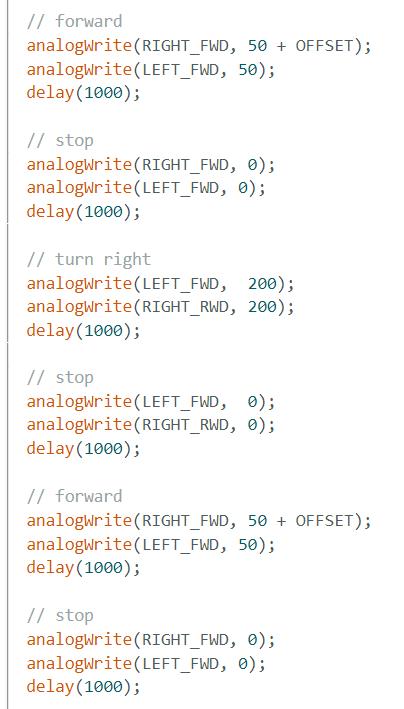 // forward
analogWrite(RIGHT_FWD, 50 + OFFSET);
analogWrite(LEFT_FWD, 50);
delay(1000);

// stop
analogWrite(RIGHT_FWD, 0);
analogWrite(LEFT_FWD, 0);
delay(1000);

// turn right
analogWrite(LEFT_FWD,  200);
analogWrite(RIGHT_RWD, 200);
delay(1000);

// stop
analogWrite(LEFT_FWD,  0);
analogWrite(RIGHT_RWD, 0);
delay(1000);

// forward
analogWrite(RIGHT_FWD, 50 + OFFSET);
analogWrite(LEFT_FWD, 50);
delay(1000);

// stop
analogWrite(RIGHT_FWD, 0);
analogWrite(LEFT_FWD, 0);
delay(1000);